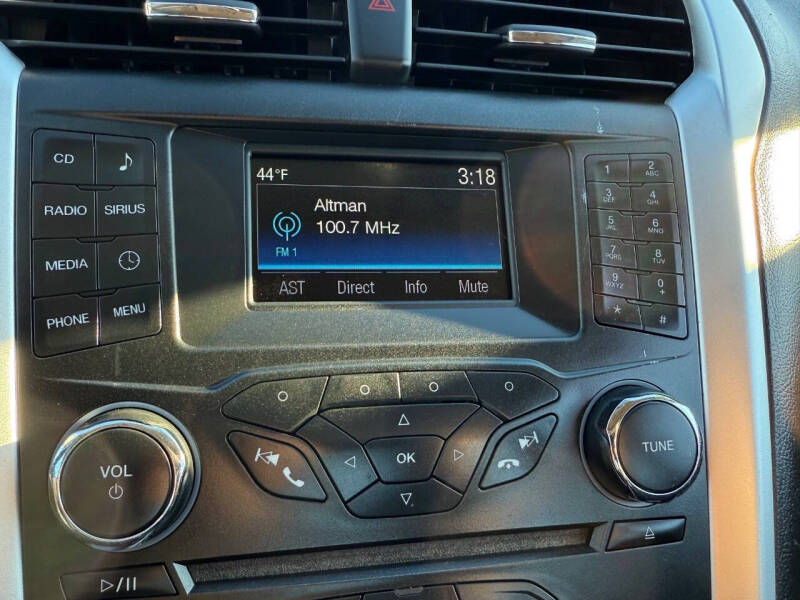 44°F 3:18
Altman
100.7 MHz
FM 1
AST Direct Info Mute
CD
RADIO SIRIUS
MEDIA
PHONE MENU
1 2 ABC
3 DEF 4 GHI
5 JKL 6 MNO
7 PQRS 8 TUV
9 WXYZ 0 +
* #
VOL
OK
TUNE